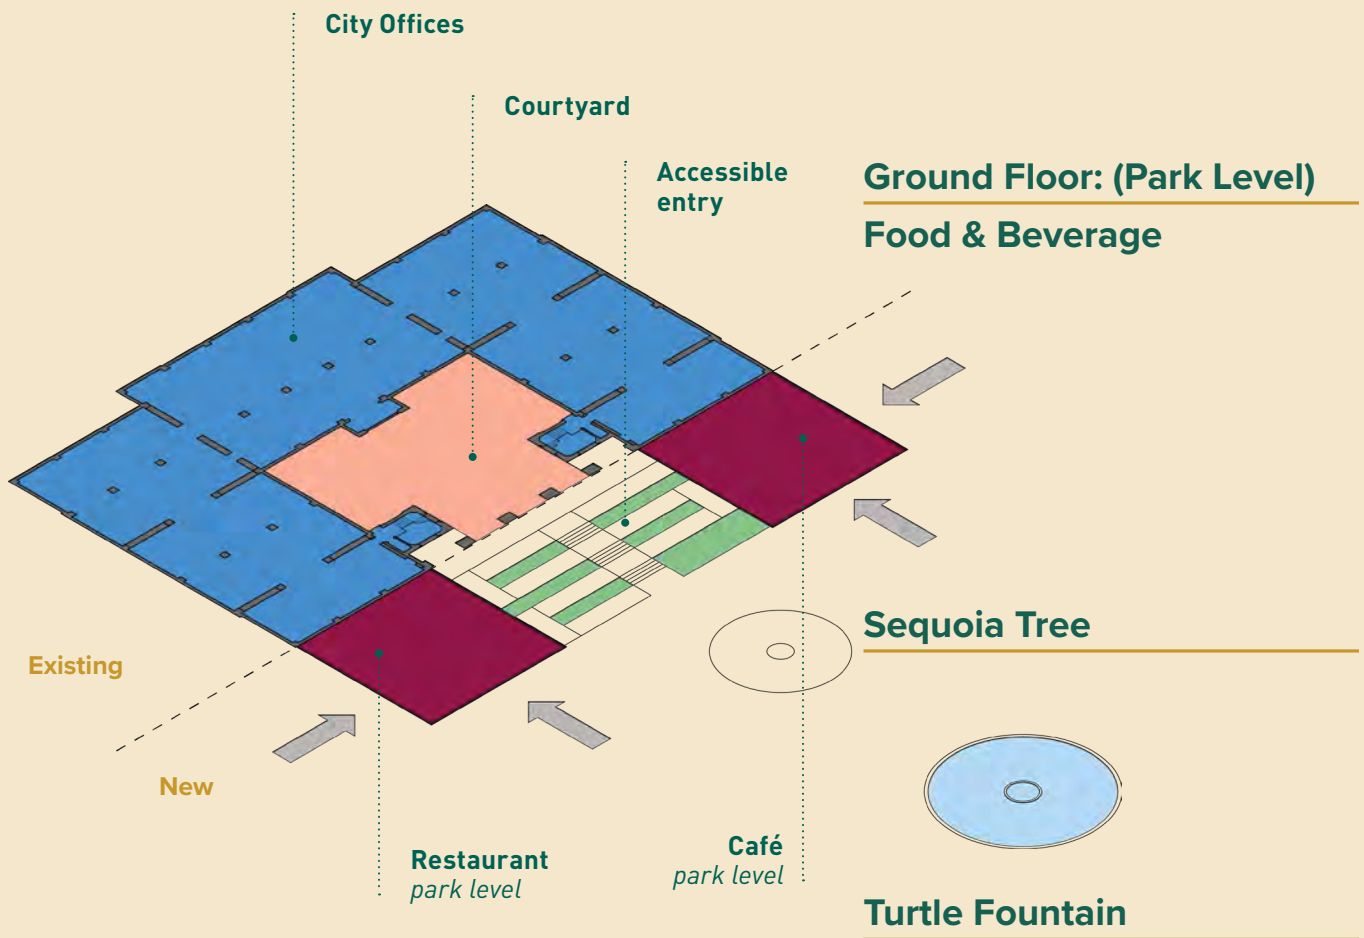 City Offices
Courtyard
Accessible
entry
Ground Floor: (Park Level)
Food & Beverage
Sequoia Tree
Existing
New
Restaurant
park level
Café
park level
Turtle Fountain